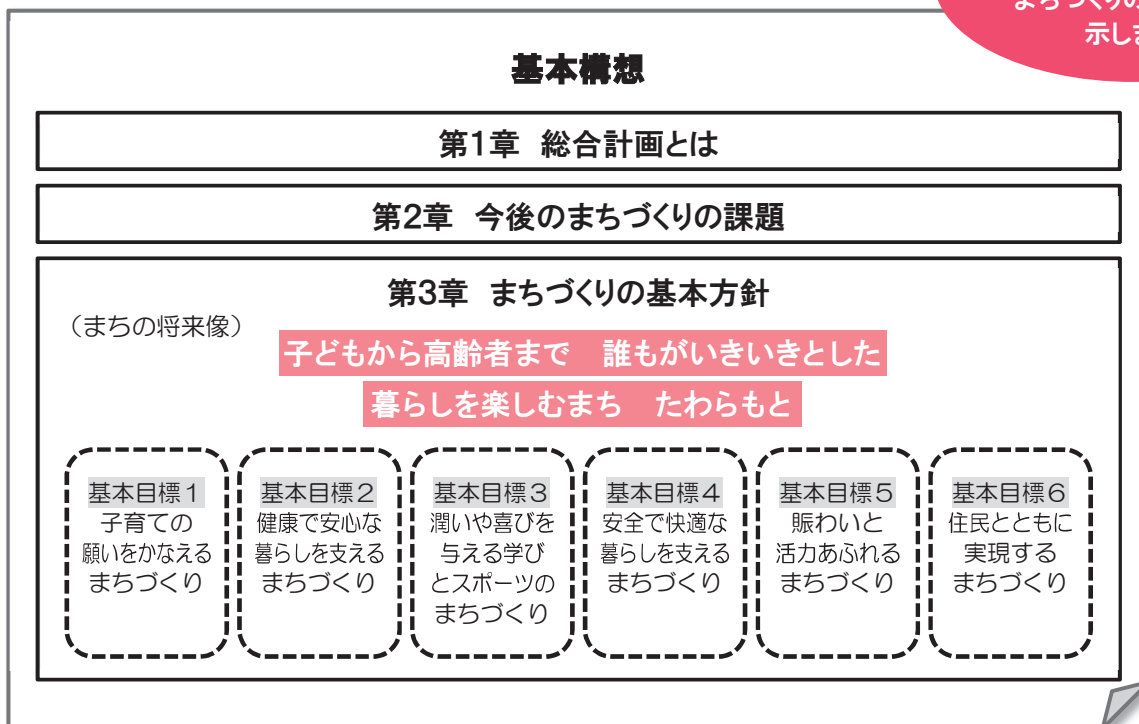 まちづくりの
示しま
基本構想
第1章 総合計画とは
第2章 今後のまちづくりの課題
第3章 まちづくりの基本方針
（まちの将来像）
子どもから高齢者まで　誰もがいきいきとした
暮らしを楽しむまち　たわらもと
基本目標１
子育ての
願いをかなえる
まちづくり
基本目標２
健康で安心な
暮らしを支える
まちづくり
基本目標３
潤いや喜びを
与える学び
とスポーツの
まちづくり
基本目標４
安全で快適な
暮らしを支える
まちづくり
基本目標５
賑わいと
活力あふれる
まちづくり
基本目標６
住民とともに
実現する
まちづくり